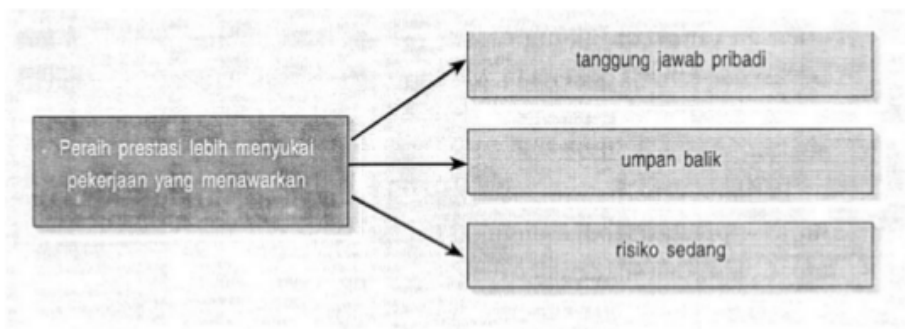 Peraih prestasi lebih menyukai
pekerjaan yang menawarkan
tanggung jawab pribadi
umpan balik
risiko sedang